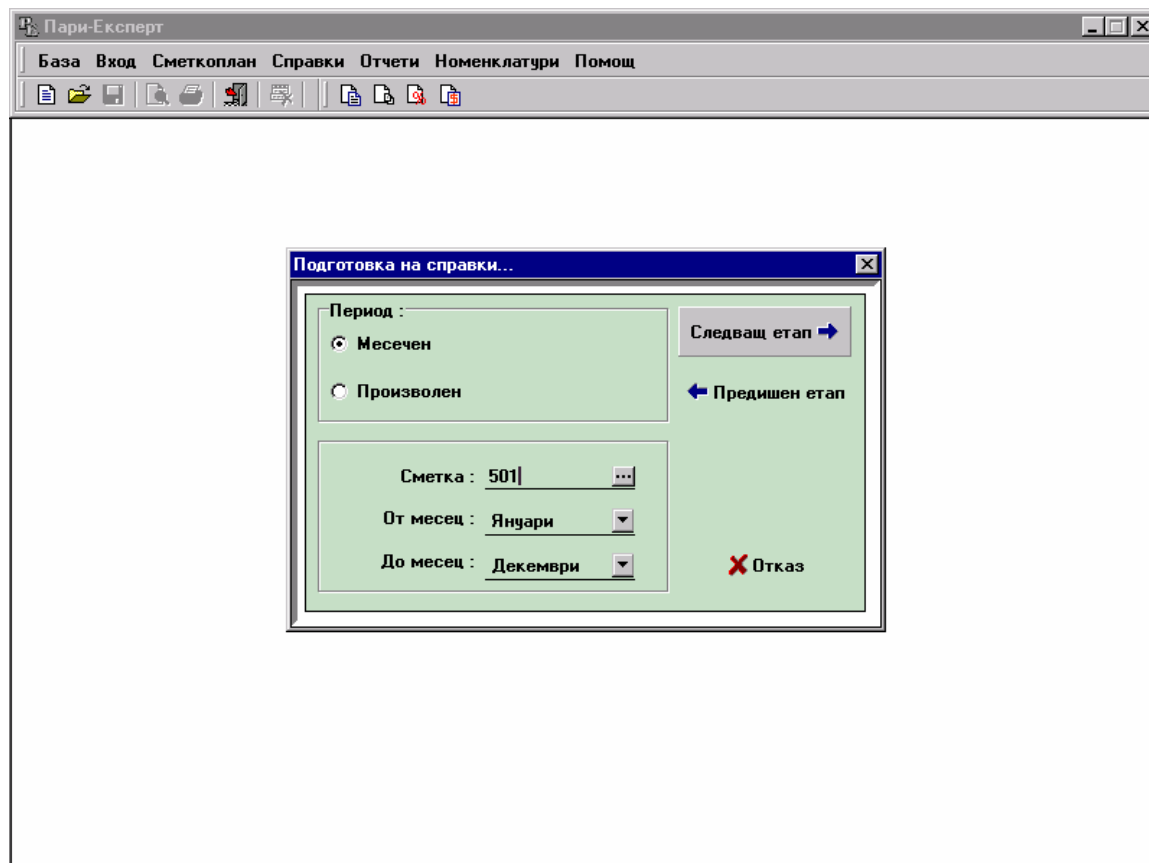 Пари-Експерт
База Вход Сметкоплан Справки Отчети Номенклатури Помощ
Подготовка на справки...
Период :
Месечен
Произволен
Следващ етап
Предишен етап
Сметка : 501
От месец : Януари
До месец : Декември
Отказ